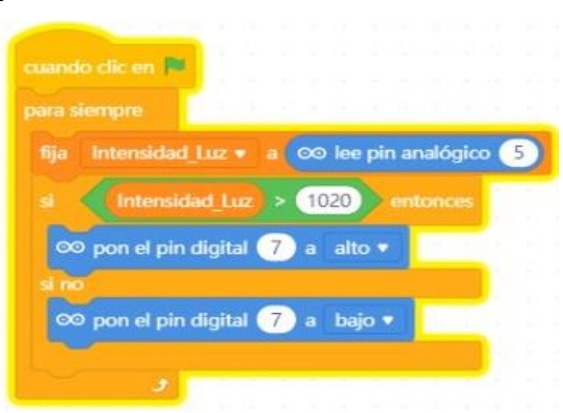 cuando clic en
para siempre
fija Intensidad_Luz a lee pin analógico 5
si Intensidad_Luz > 1020 entonces
pon el pin digital 7 a alto
si no
pon el pin digital 7 a bajo